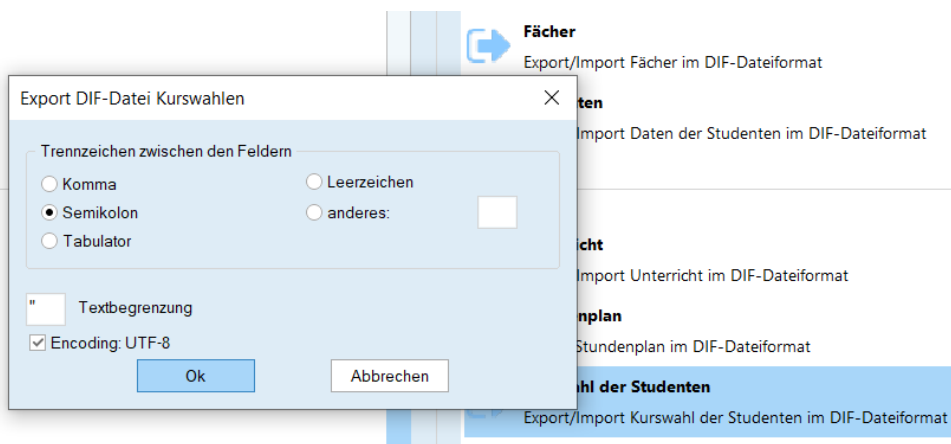 Fächer
Export/Import Fächer im DIF-Dateiformat
Export DIF-Datei Kurswahlen
ten
Import Daten der Studenten im DIF-Dateiformat
Trennzeichen zwischen den Feldern
Komma
Leerzeichen
Semikolon
anderes:
Tabulator
icht
Import Unterricht im DIF-Dateiformat
" Textbegrenzung
nplan
Encoding: UTF-8
Stundenplan im DIF-Dateiformat
Ok
Abbrechen
hl der Studenten
Export/Import Kurswahl der Studenten im DIF-Dateiformat